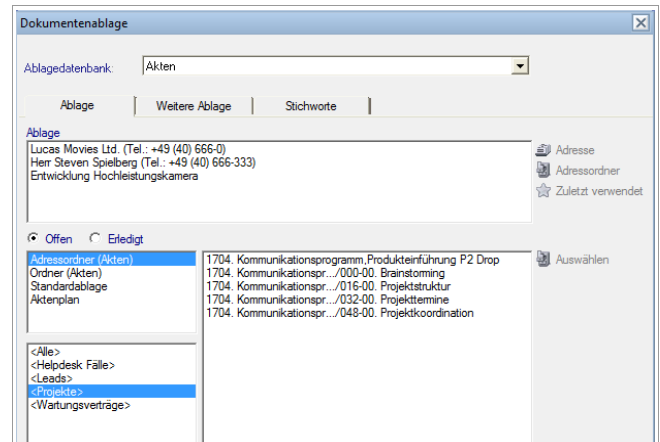 Dokumentenablage
Ablagedatenbank:
Akten
Ablage
Weitere Ablage
Stichworte
Ablage
Lucas Movies Ltd. (Tel.: +49 (40) 666-0)
Herr Steven Spielberg (Tel.: +49 (40) 666-333)
Entwicklung Hochleistungskamera
Adresse
Adressordner
Zuletzt verwendet
Offen
Erledigt
Adressordner (Akten)
Ordner (Akten)
Standardablage
Aktenplan
1704. Kommunikationsprogramm,Produkteinführung P2 Drop
1704. Kommunikationspr.../000-00. Brainstorming
1704. Kommunikationspr.../016-00. Projektstruktur
1704. Kommunikationspr.../032-00. Projekttermine
1704. Kommunikationspr.../048-00. Projektkoordination
Auswählen
<Alle>
<Helpdesk Fälle>
<Leads>
<Projekte>
<Wartungsverträge>